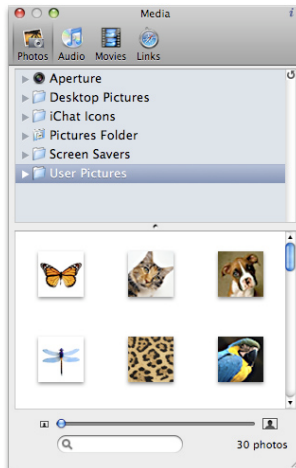 Media
Photos Audio Movies Links
Aperture
Desktop Pictures
iChat Icons
Pictures Folder
Screen Savers
User Pictures
30 photos